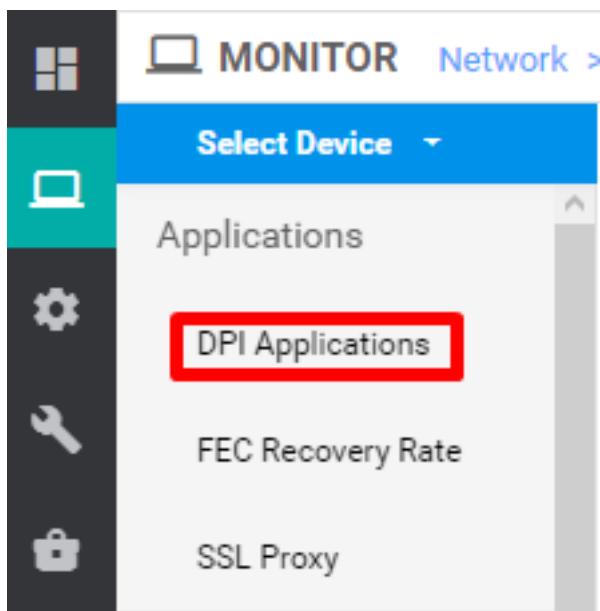 MONITOR Network >
Select Device
Applications
DPI Applications
FEC Recovery Rate
SSL Proxy